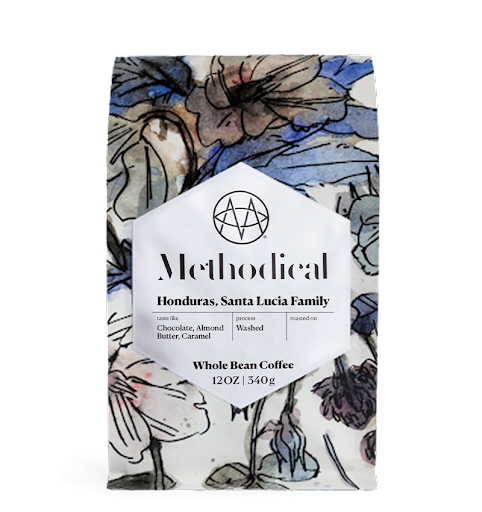 Methodical
Honduras, Santa Lucia Family
taste like
Chocolate, Almond
Butter, Caramel
process
Washed
roasted on
Whole Bean Coffee
12OZ | 340g